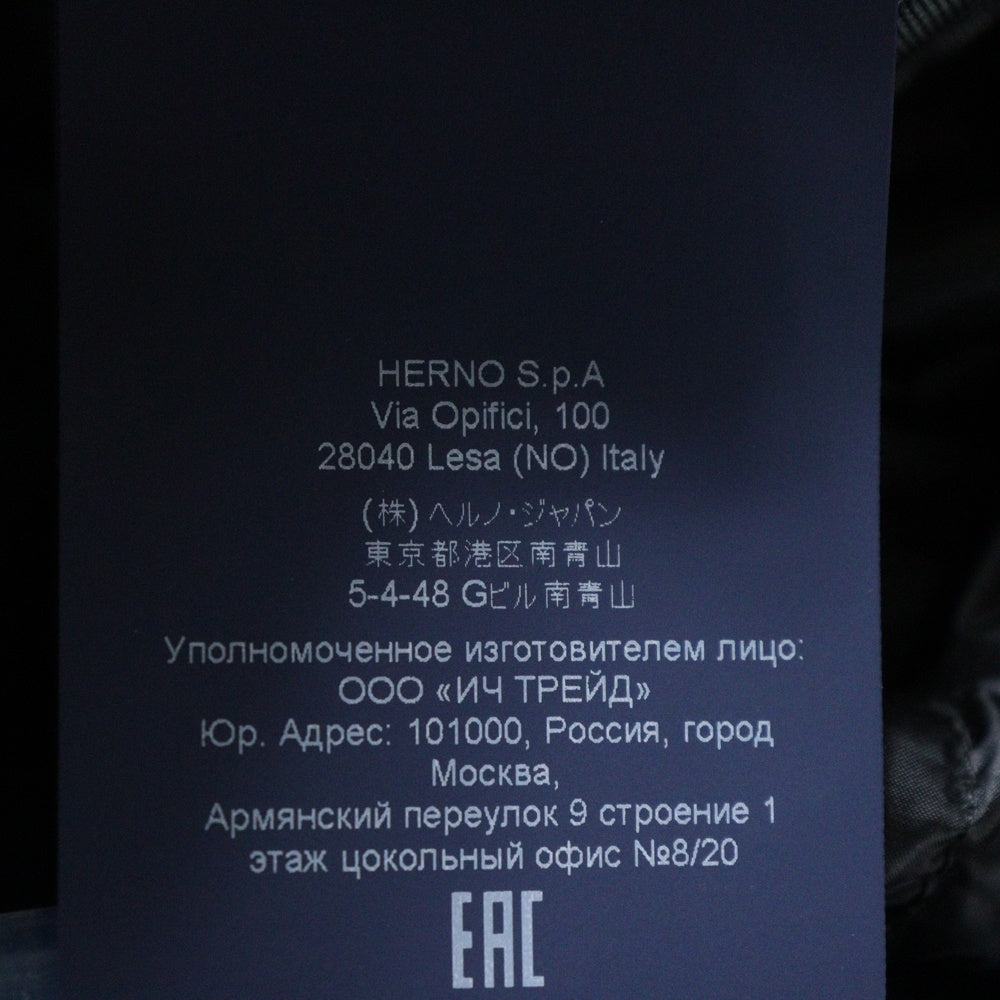 HERNO S.p.A
Via Opifici, 100
28040 Lesa (NO) Italy
(株) ヘルノ・ジャパン
東京都港区南青山
5-4-48 Gビル南青山
Уполномоченное изготовителем лицо:
ООО «ИЧ ТРЕЙД»
Юр. Адрес: 101000, Россия, город
Москва,
Армянский переулок 9 строение 1
этаж цокольный офис №8/20
EAC